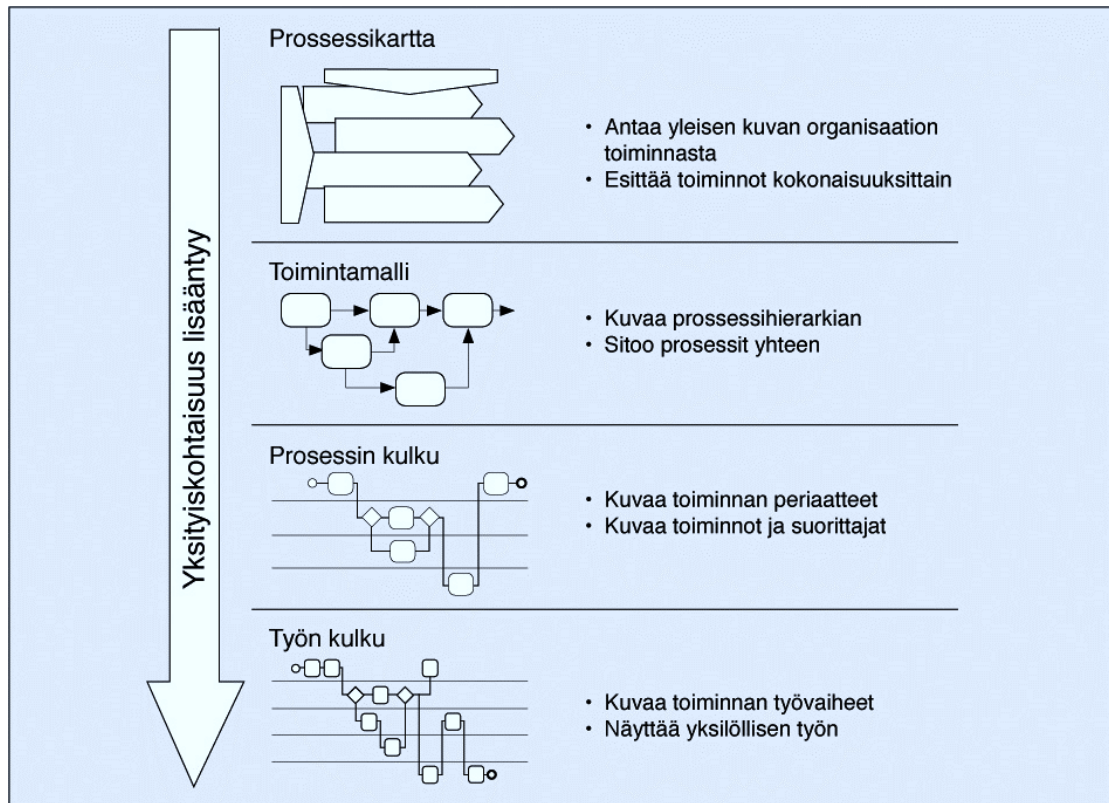 Prossessikartta
• Antaa yleisen kuvan organisaation
toiminnasta
• Esittää toiminnot kokonaisuuksittain
Toimintamalli
• Kuvaa prossessihierarkian
• Sitoo prosessit yhteen
Prosessin kulku
• Kuvaa toiminnan periaatteet
• Kuvaa toiminnot ja suorittajat
Työn kulku
• Kuvaa toiminnan työvaiheet
• Näyttää yksilöllisen työn
Yksityiskohtaisuus lisääntyy